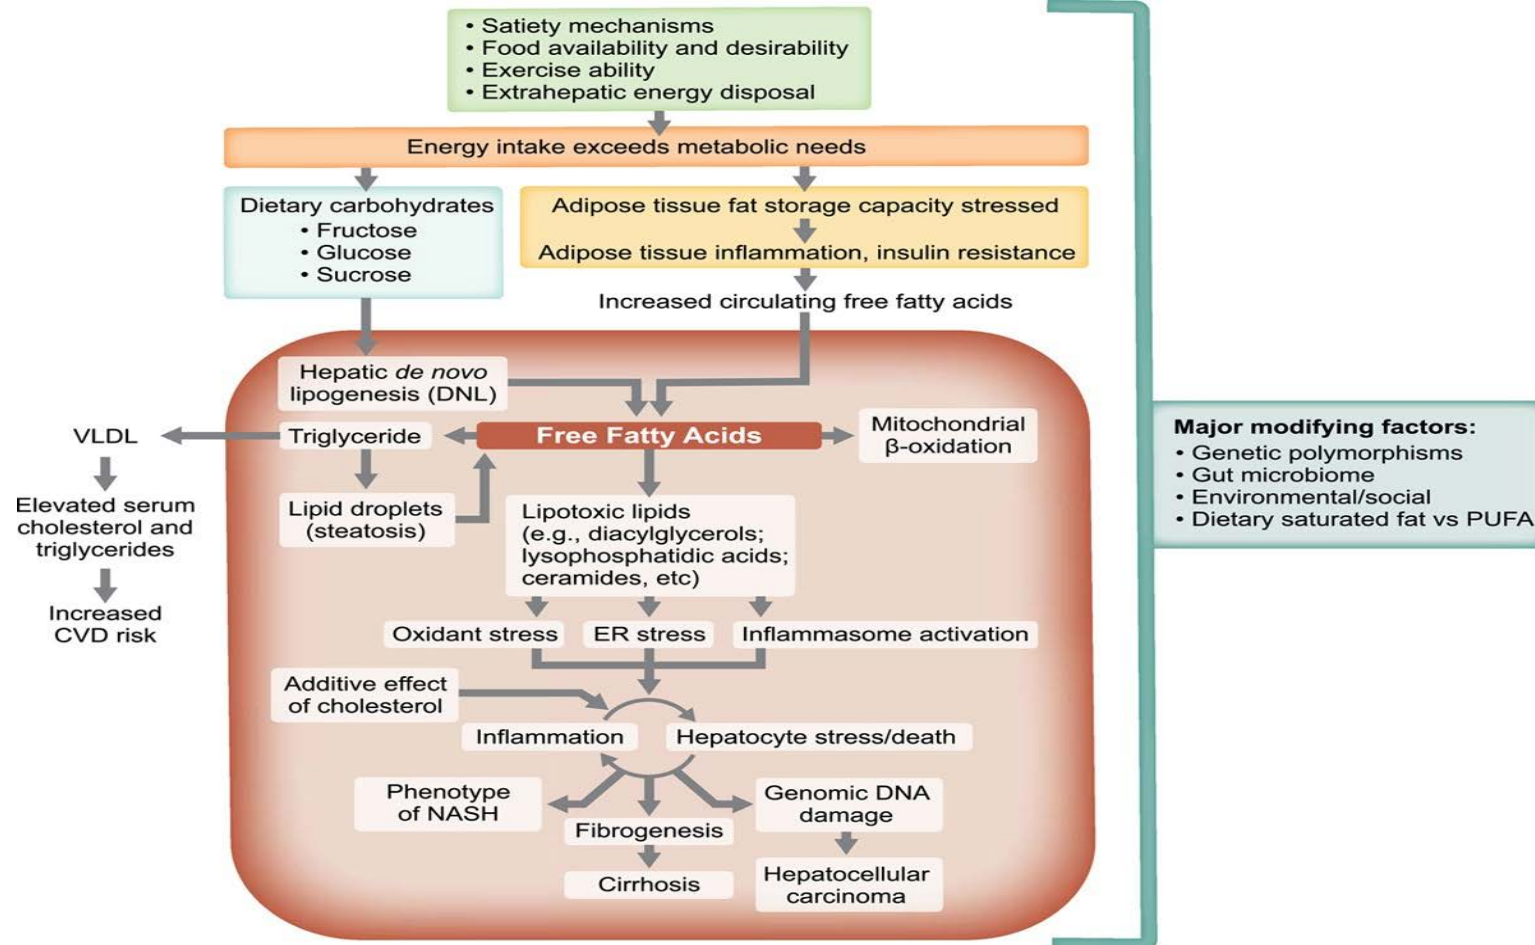 • Satiety mechanisms
• Food availability and desirability
• Exercise ability
• Extrahepatic energy disposal
Energy intake exceeds metabolic needs
Dietary carbohydrates
• Fructose
• Glucose
• Sucrose
Adipose tissue fat storage capacity stressed
Adipose tissue inflammation, insulin resistance
Increased circulating free fatty acids
Hepatic de novo
lipogenesis (DNL)
VLDL
Triglyceride
Free Fatty Acids
Mitochondrial
β-oxidation
Elevated serum
cholesterol and
triglycerides
Lipid droplets
(steatosis)
Lipotoxic lipids
(e.g., diacylglycerols;
lysophosphatidic acids;
ceramides, etc)
Increased
CVD risk
Oxidant stress
ER stress
Inflammasome activation
Additive effect
of cholesterol
Inflammation
Hepatocyte stress/death
Phenotype
of NASH
Fibrogenesis
Cirrhosis
Genomic DNA
damage
Hepatocellular
carcinoma
Major modifying factors:
• Genetic polymorphisms
• Gut microbiome
• Environmental/social
• Dietary saturated fat vs PUFA